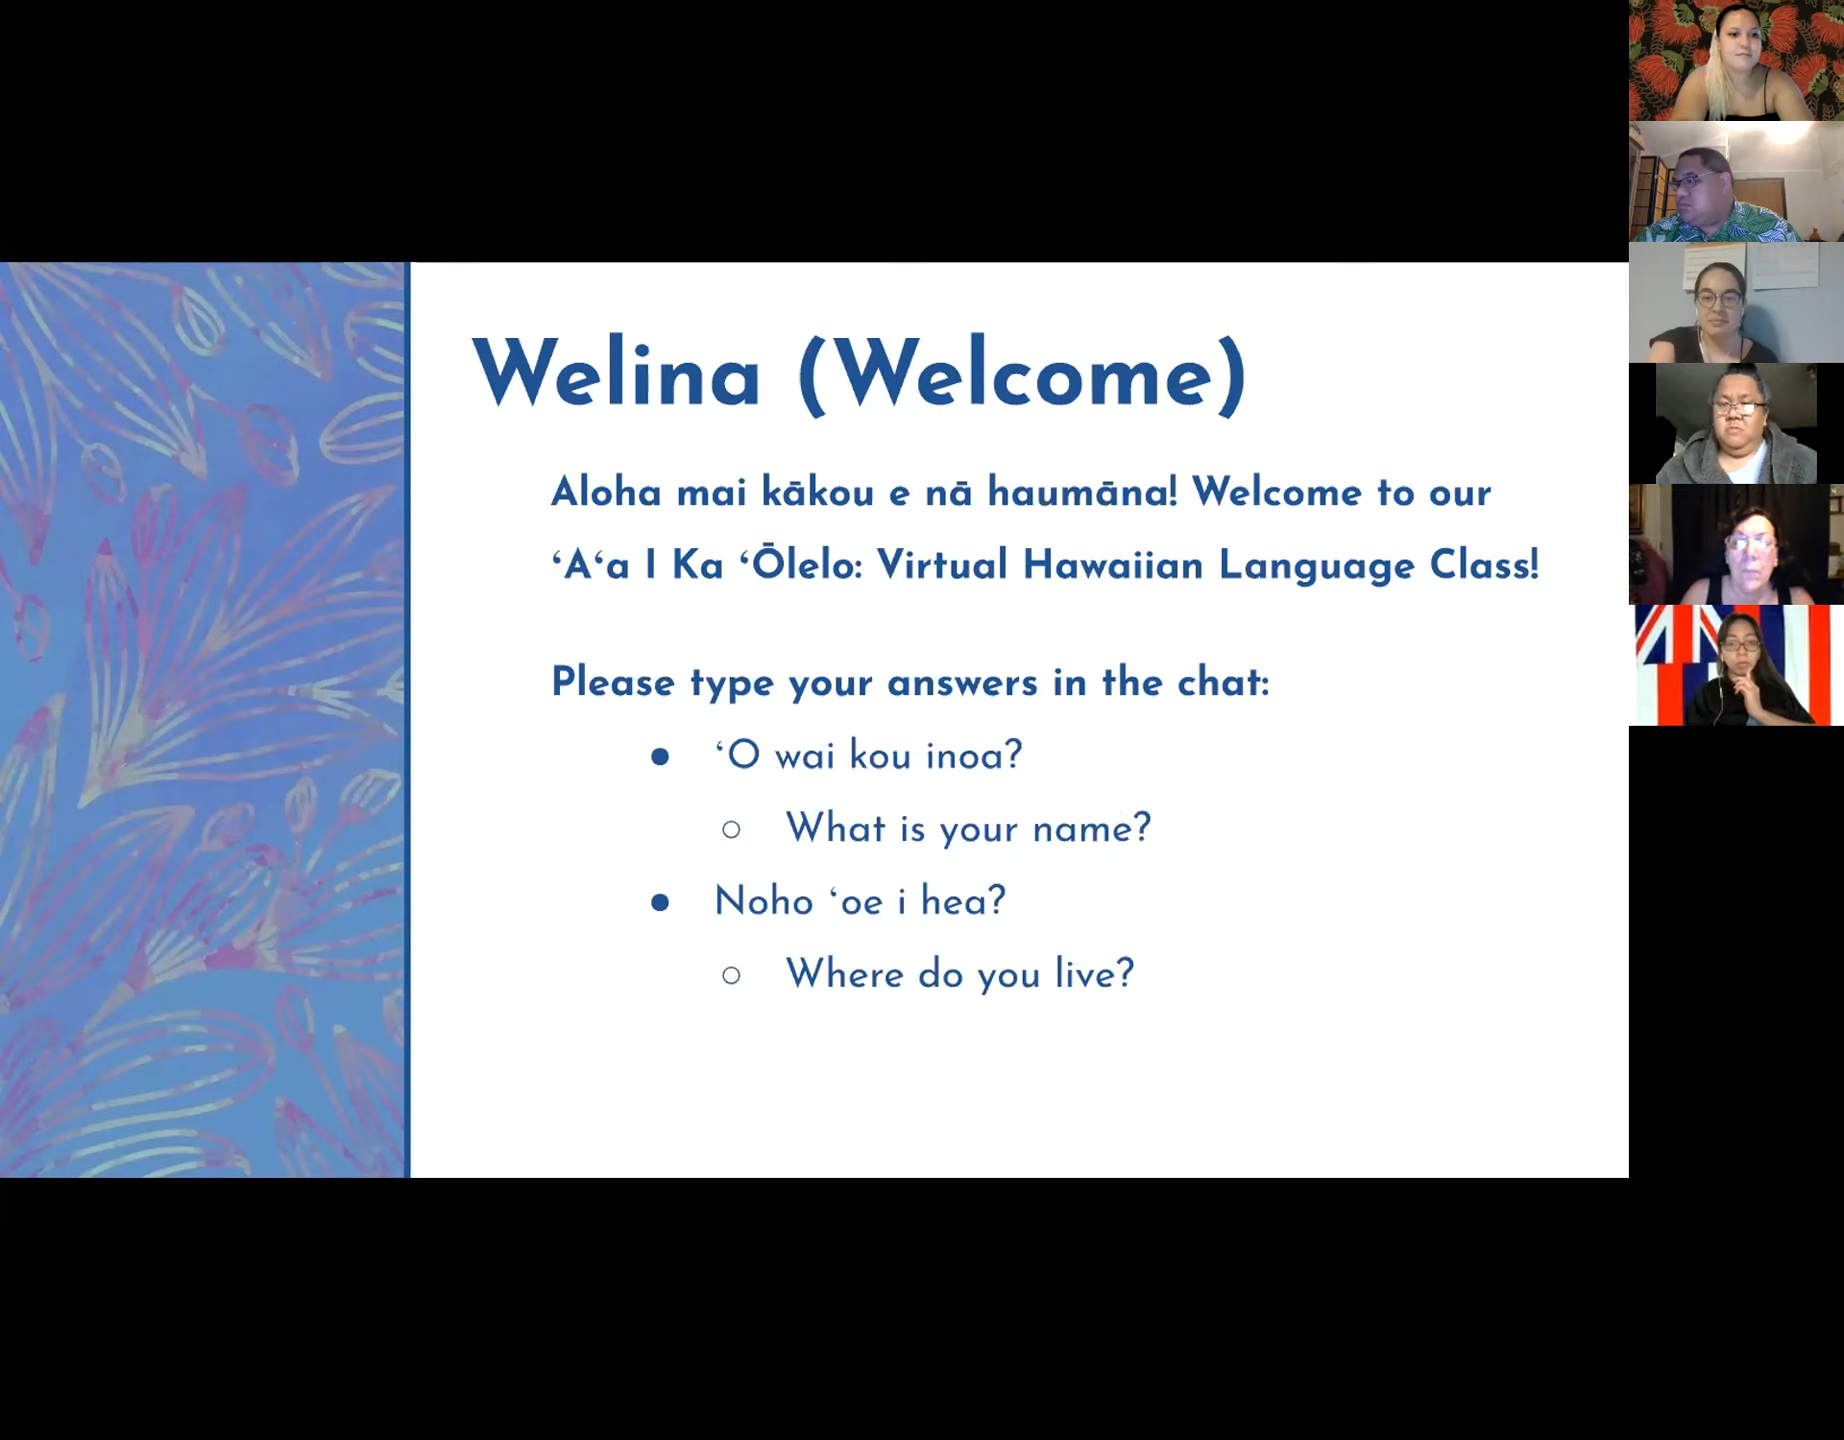 Welina (Welcome)
Aloha mai kākou e nā haumāna! Welcome to our
ʻAʻa I Ka ʻŌlelo: Virtual Hawaiian Language Class!
Please type your answers in the chat:
● ʻO wai kou inoa?
○ What is your name?
● Noho ʻoe i hea?
○ Where do you live?